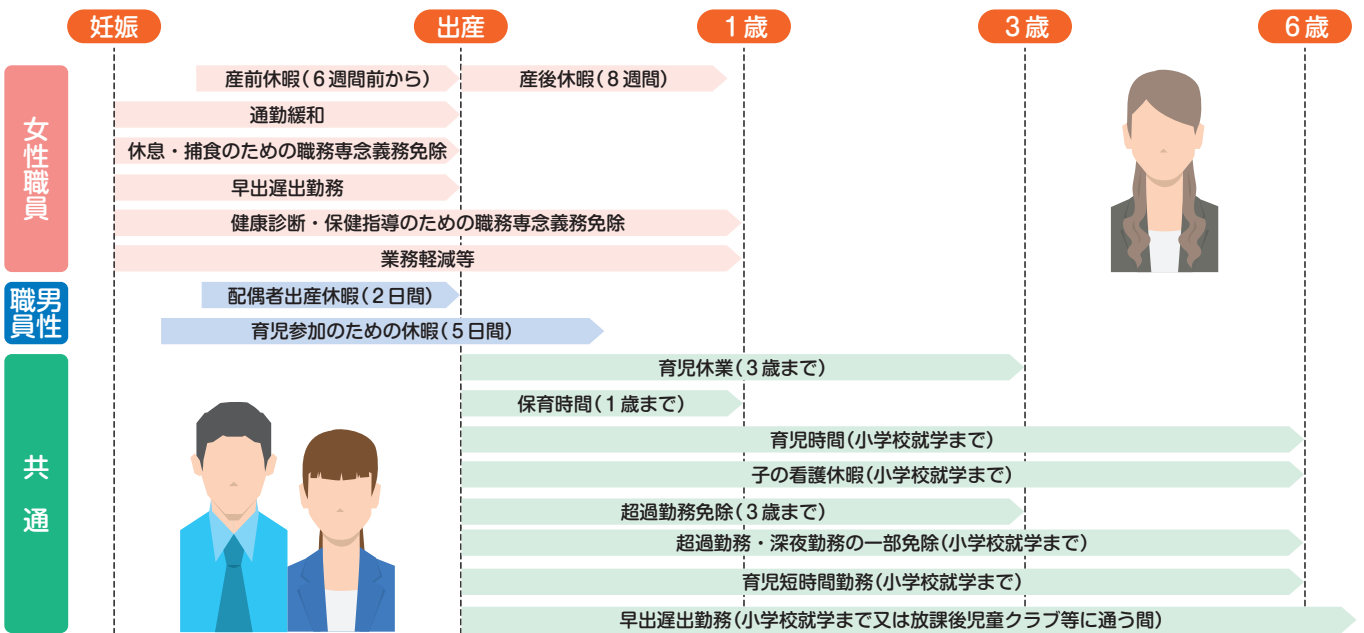 妊娠
出産
1歳
3歳
6歳
女性職員
産前休暇(6週間前から)
産後休暇(8週間)
通勤緩和
休息・捕食のための職務専念義務免除
早出遅出勤務
健康診断・保健指導のための職務専念義務免除
業務軽減等
男性職員
配偶者出産休暇(2日間)
育児参加のための休暇(5日間)
共通
育児休業(3歳まで)
保育時間(1歳まで)
育児時間(小学校就学まで)
子の看護休暇(小学校就学まで)
超過勤務免除(3歳まで)
超過勤務・深夜勤務の一部免除(小学校就学まで)
育児短時間勤務(小学校就学まで)
早出遅出勤務(小学校就学まで又は放課後児童クラブ等に通う間)